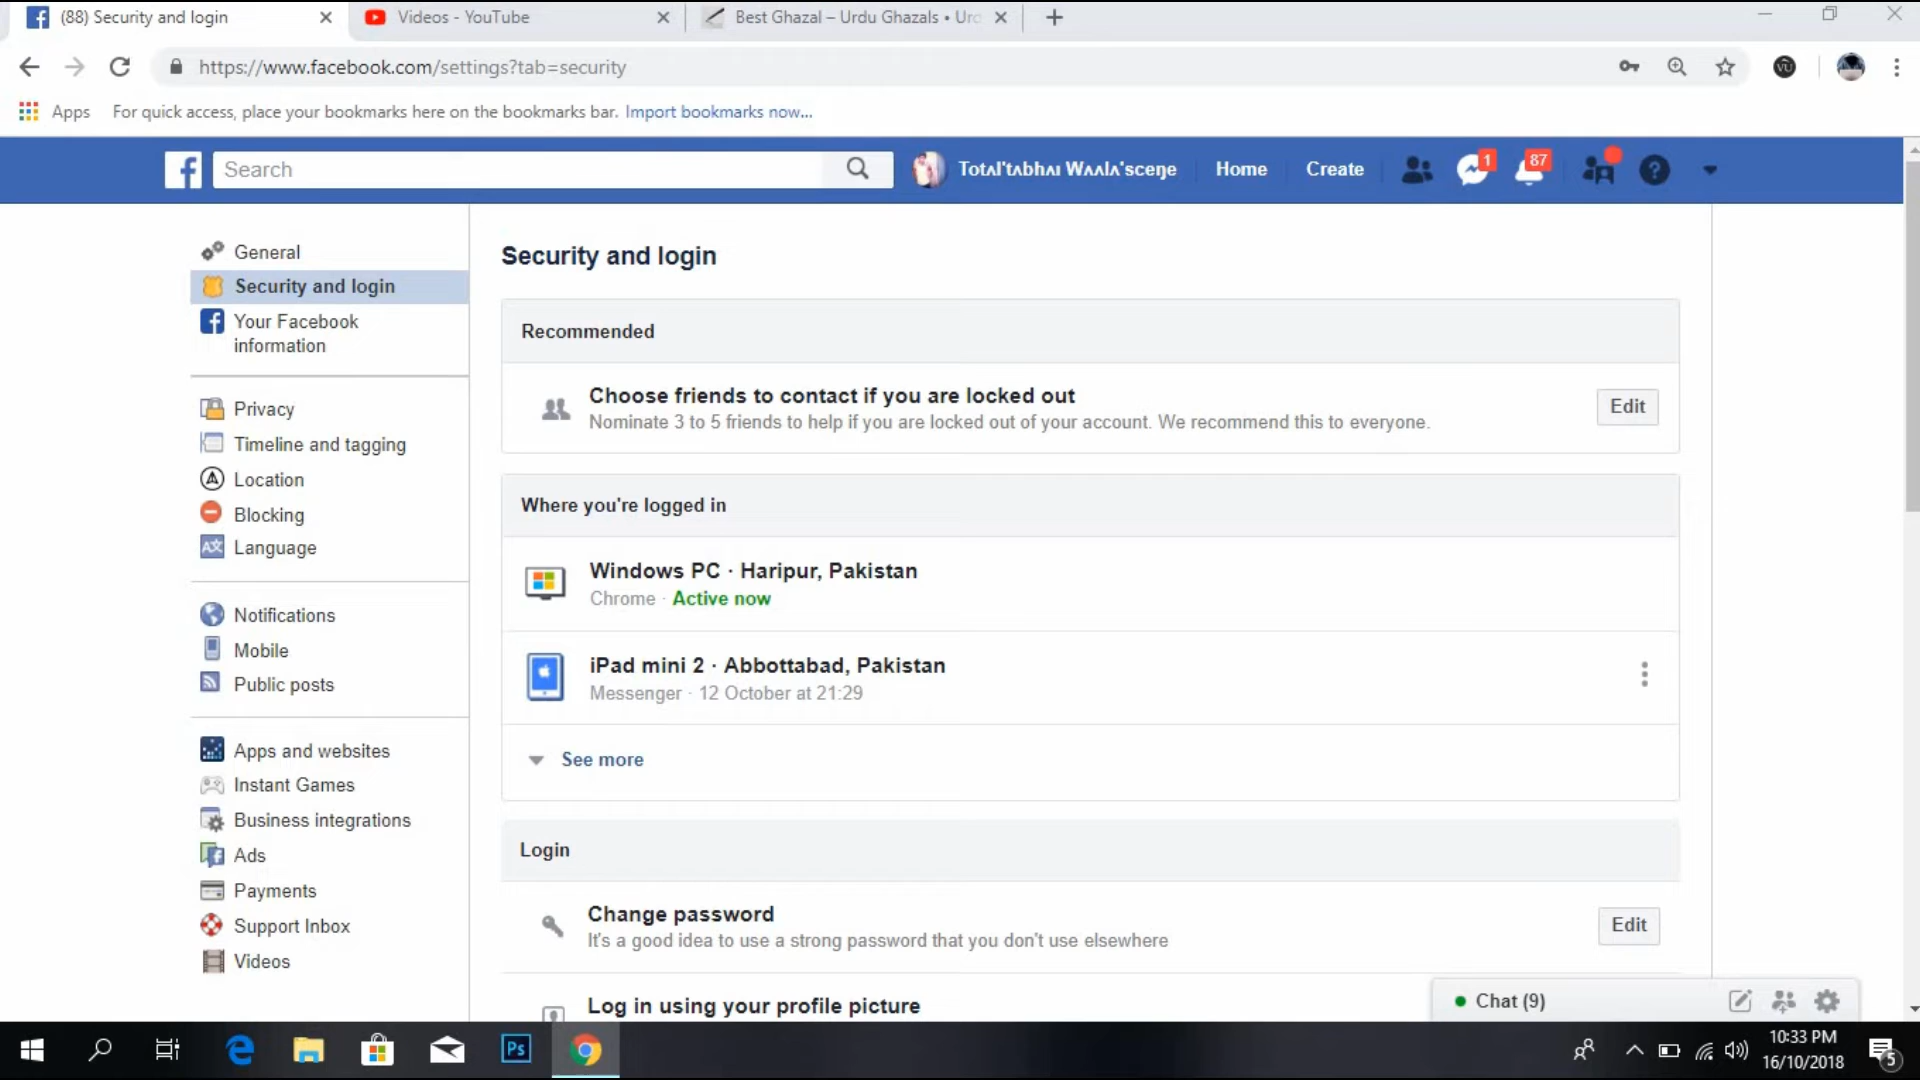 (88) Security and login
Videos - YouTube
Best Ghazal – Urdu Ghazals • Urd
https://www.facebook.com/settings?tab=security
Apps
For quick access, place your bookmarks here on the bookmarks bar. Import bookmarks now...
Search
Totʌl'tʌbhʌı Wʌʌlʌ'sceŋe
Home
Create
1
87
General
Security and login
Your Facebook
information
Privacy
Timeline and tagging
Location
Blocking
Language
Notifications
Mobile
Public posts
Apps and websites
Instant Games
Business integrations
Ads
Payments
Support Inbox
Videos
Security and login
Recommended
Choose friends to contact if you are locked out
Nominate 3 to 5 friends to help if you are locked out of your account. We recommend this to everyone.
Edit
Where you're logged in
Windows PC · Haripur, Pakistan
Chrome · Active now
iPad mini 2 · Abbottabad, Pakistan
Messenger · 12 October at 21:29
See more
Login
Change password
It's a good idea to use a strong password that you don't use elsewhere
Edit
Log in using your profile picture
Chat (9)
Ps
10:33 PM
16/10/2018
5